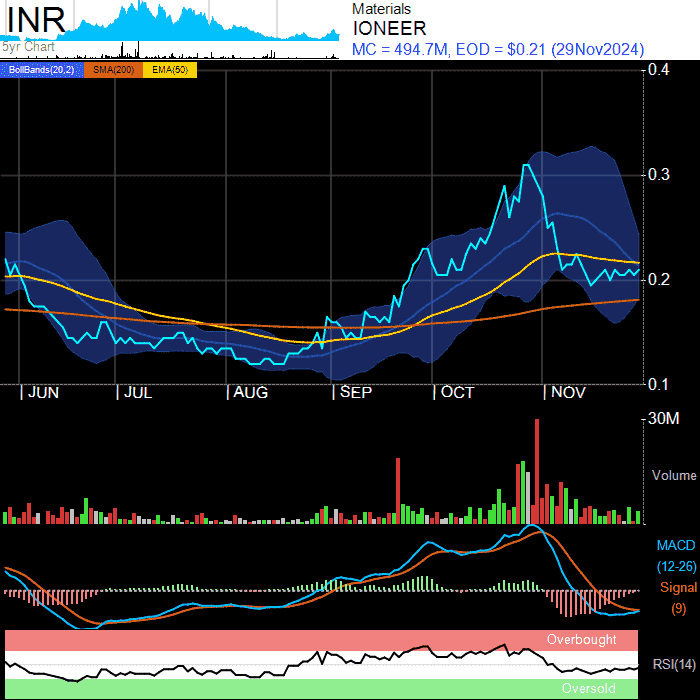 INR
5yr Chart
Materials
IONEER
MC = 494.7M, EOD = $0.21 (29Nov2024)
BollBands(20,2) SMA(200) EMA(50)
0.4
0.3
0.2
0.1
JUN JUL AUG SEP OCT NOV
30M
Volume
MACD
(12-26)
Signal
(9)
Overbought
RSI(14)
Oversold